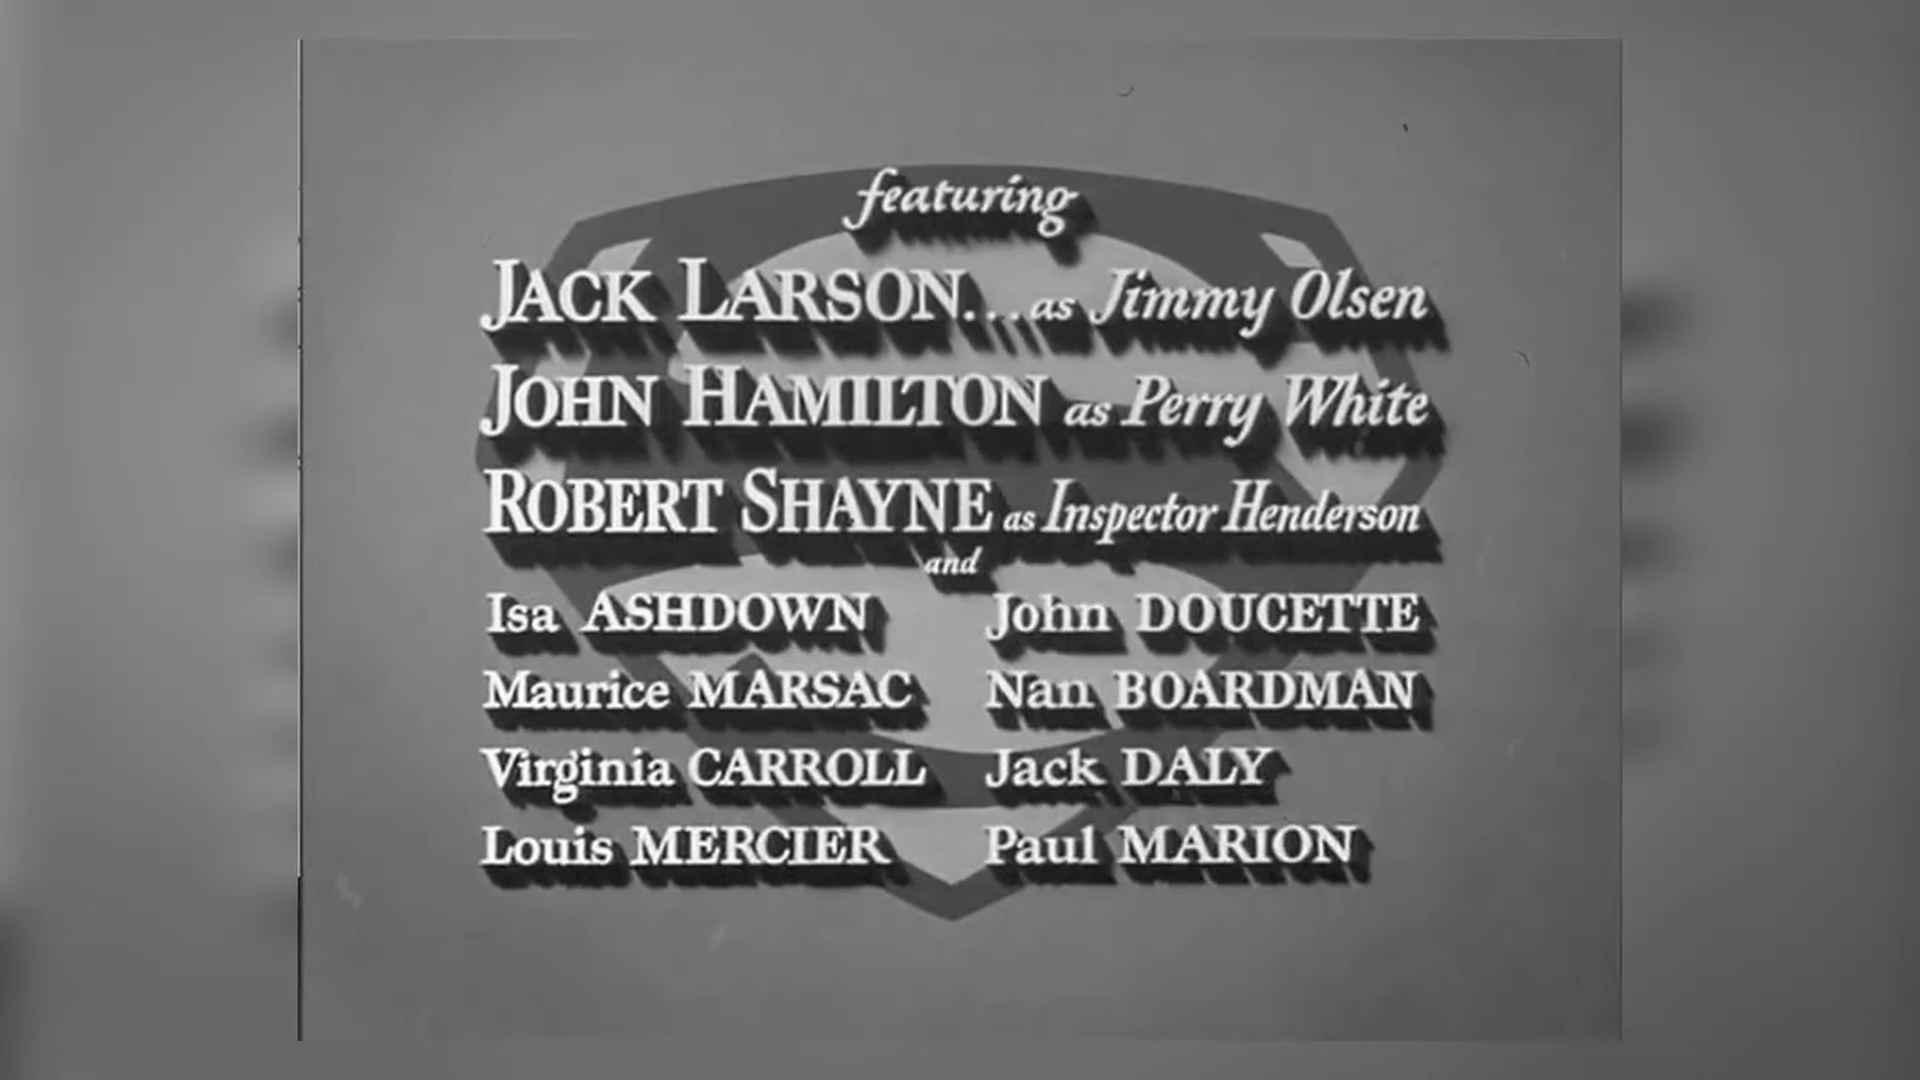 featuring
JACK LARSON... as Jimmy Olsen
JOHN HAMILTON as Perry White
ROBERT SHAYNE as Inspector Henderson
and
Isa ASHDOWN John DOUCETTE
Maurice MARSAC Nan BOARDMAN
Virginia CARROLL Jack DALY
Louis MERCIER Paul MARION